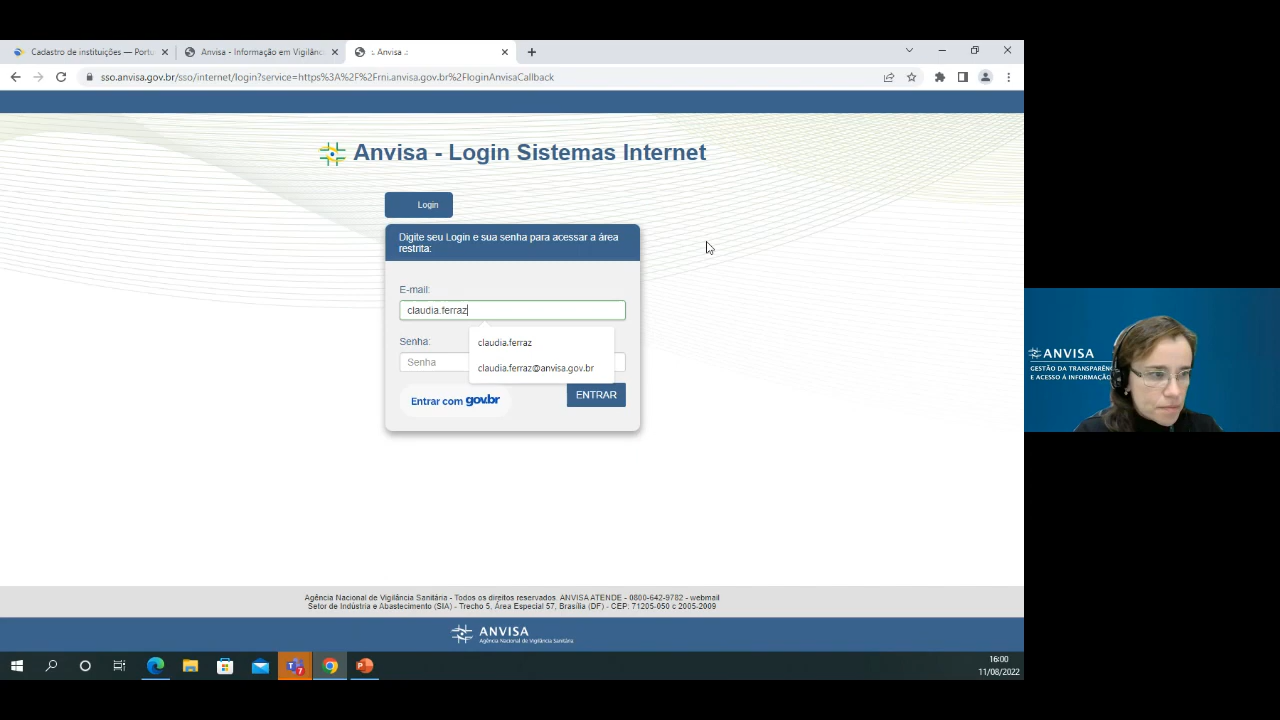 Cadastro de instituições — Portu
Anvisa - Informação em Vigilânc
:. Anvisa .:
sso.anvisa.gov.br/sso/internet/login?service=https%3A%2F%2Frni.anvisa.gov.br%2FloginAnvisaCallback
Anvisa - Login Sistemas Internet
Login
Digite seu Login e sua senha para acessar a área
restrita:
E-mail:
claudia.ferraz
claudia.ferraz
Senha:
Senha
claudia.ferraz@anvisa.gov.br
Entrar com gov.br
ENTRAR
ANVISA
GESTÃO DA TRANSPARÊNC
E ACESSO À INFORMAÇÃO
Agência Nacional de Vigilância Sanitária - Todos os direitos reservados. ANVISA ATENDE - 0800-642-9782 - webmail
Setor de Indústria e Abastecimento (SIA) - Trecho 5, Área Especial 57, Brasília (DF) - CEP: 71205-050 c 2005-2009
ANVISA
Agência Nacional de Vigilância Sanitária
7
16:00
11/08/2022